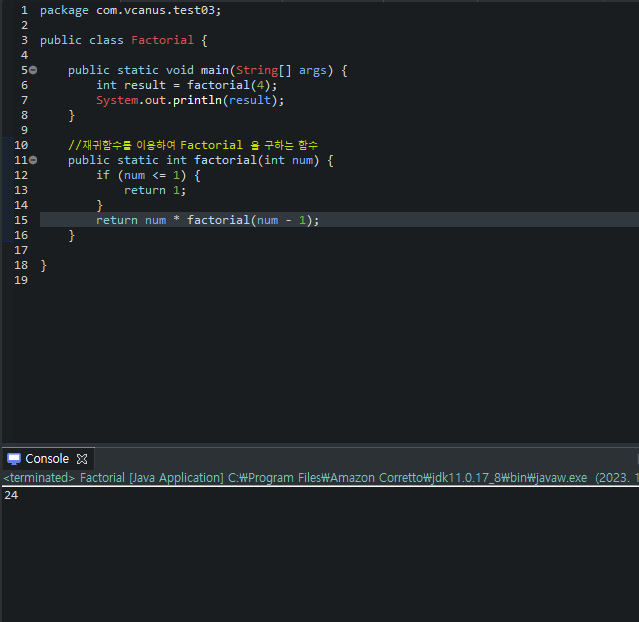 1 package com.vcanus.test03;
2
3 public class Factorial {
4
5 public static void main(String[] args) {
6 int result = factorial(4);
7 System.out.println(result);
8 }
9
10 //재귀함수를 이용하여 Factorial 을 구하는 함수
11 public static int factorial(int num) {
12 if (num <= 1) {
13 return 1;
14 }
15 return num * factorial(num - 1);
16 }
17
18 }
19
Console
<terminated> Factorial [Java Application] C:₩Program Files₩Amazon Corretto₩jdk11.0.17_8₩bin₩javaw.exe (2023. 1
24